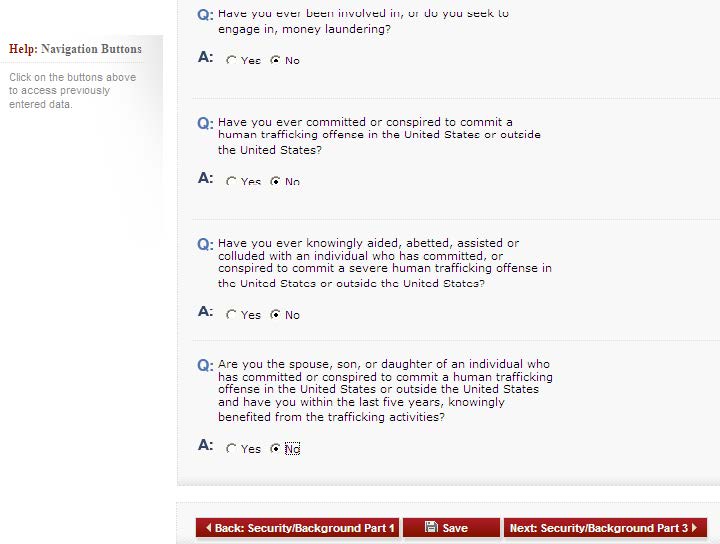 Q: Have you ever been involved in, or do you seek to
engage in, money laundering?
A: Yes No
Help: Navigation Buttons
Click on the buttons above
to access previously
entered data.
Q: Have you ever committed or conspired to commit a
human trafficking offense in the United States or outside
the United States?
A: Yes No
Q: Have you ever knowingly aided, abetted, assisted or
colluded with an individual who has committed, or
conspired to commit a severe human trafficking offense in
the United States or outside the United States?
A: Yes No
Q: Are you the spouse, son, or daughter of an individual who
has committed or conspired to commit a human trafficking
offense in the United States or outside the United States
and have you within the last five years, knowingly
benefited from the trafficking activities?
A: Yes No
Back: Security/Background Part 1 Save Next: Security/Background Part 3